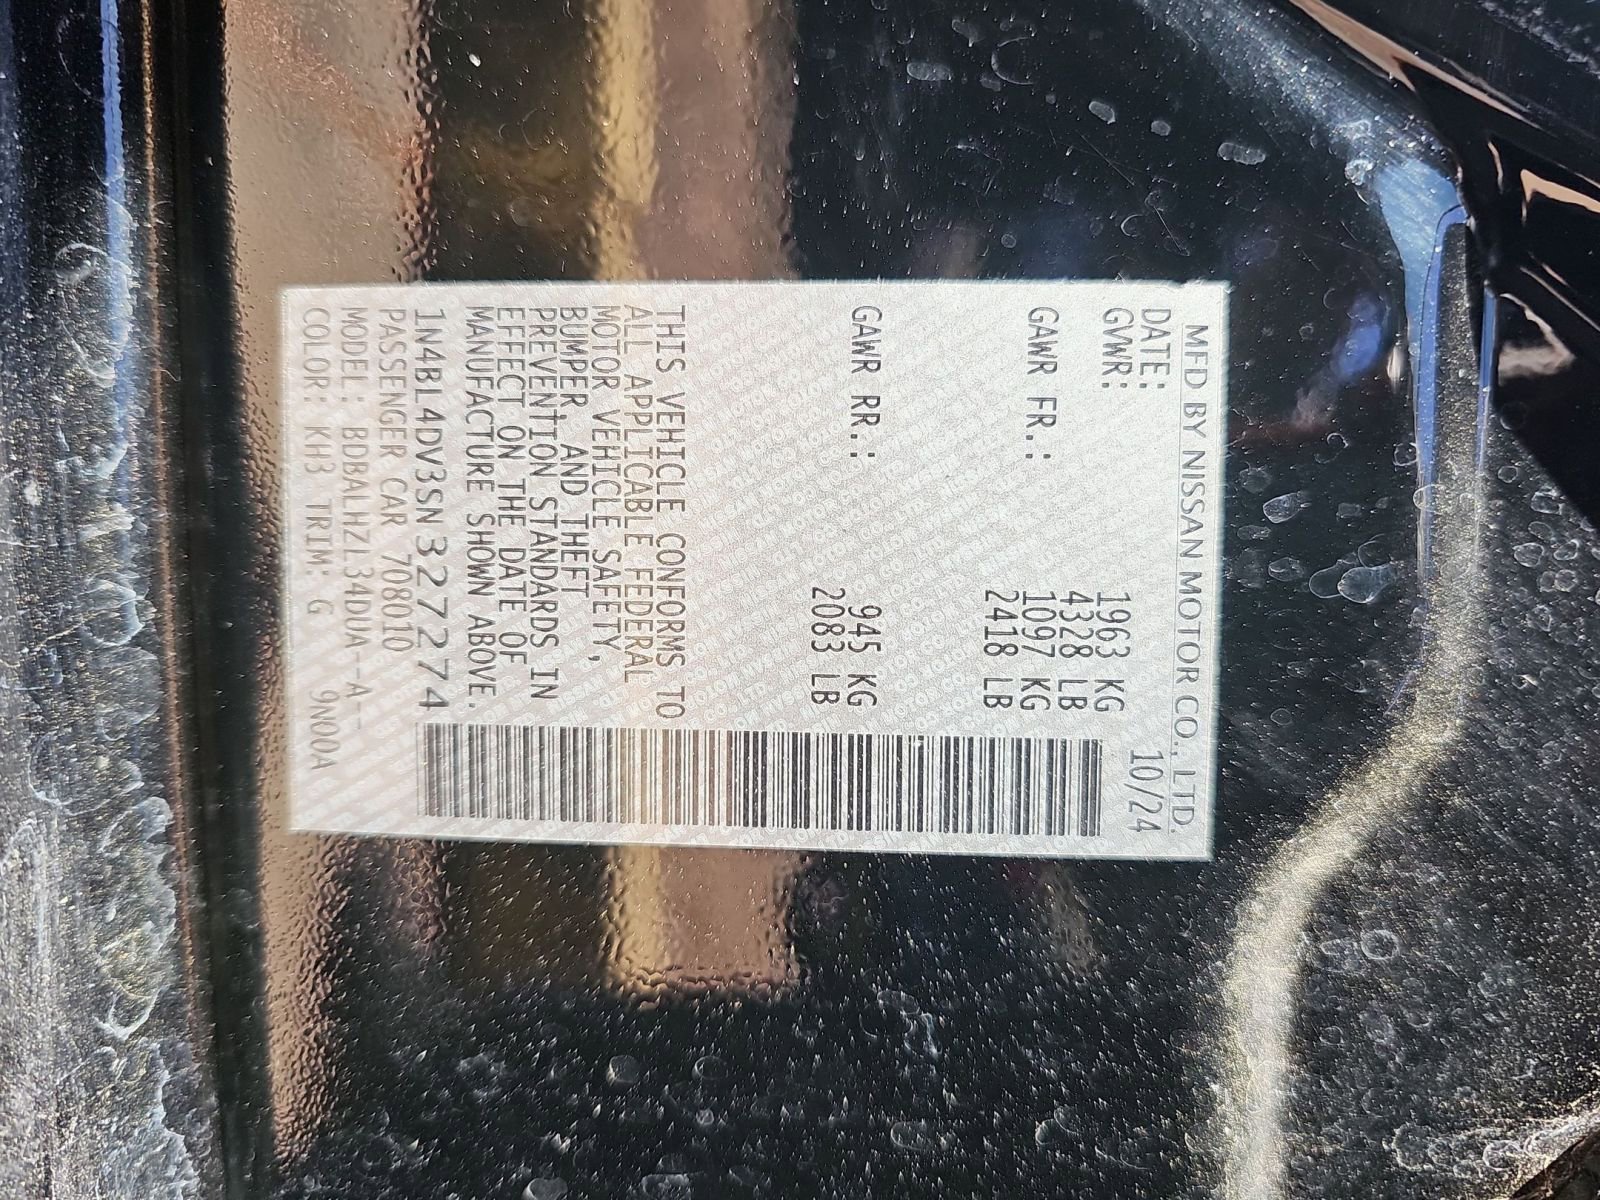 MFD BY NISSAN MOTOR CO., LTD.
DATE: 10/24
GVWR: 1963 KG
4328 LB
GAWR FR.: 1097 KG
2418 LB
GAWR RR.: 945 KG
2083 LB
THIS VEHICLE CONFORMS TO
ALL APPLICABLE FEDERAL
MOTOR VEHICLE SAFETY,
BUMPER, AND THEFT
PREVENTION STANDARDS IN
EFFECT ON THE DATE OF
MANUFACTURE SHOWN ABOVE.
1N4BL4DV3SN327274
PASSENGER CAR 708010
MODEL: BDBALHZL34DUA--A--
COLOR: KH3 TRIM: G 9N00A